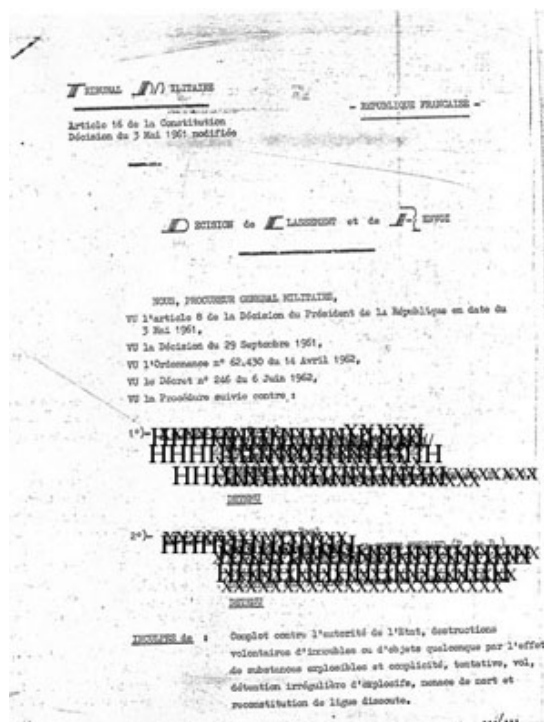 TRIBUNAL MILITAIRE
- REPUBLIQUE FRANCAISE -
Article 16 de la Constitution
Décision du 3 Mai 1961 modifiée
DECISION de CLASSEMENT et de RENVOI
NOUS, PROCUREUR GENERAL MILITAIRE,
VU l'article 8 de la Décision du Président de la République en date du
3 Mai 1961,
VU la Décision du 29 Septembre 1961,
VU l'Ordonnance n° 62.430 du 14 Avril 1962,
VU le Décret n° 246 du 6 Juin 1962,
VU la Procédure suivie contre :
1°)-
DETENU
2°)-
DETENU
INCULPES de : Complot contre l'autorité de l'Etat, destructions
volontaires d'immeubles ou d'objets quelconques par l'effet
de substances explosibles et complicité, tentative, vol,
détention irrégulière d'explosifs, menace de mort et
reconstitution de ligue dissoute.